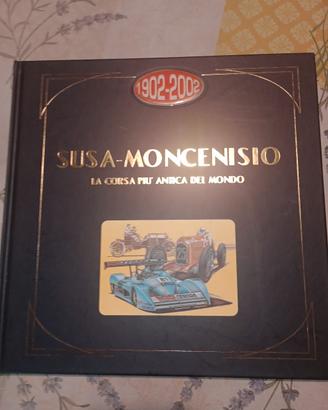 1902-2002
SUSA-MONCENISIO
LA CORSA PIU' ANTICA DEL MONDO